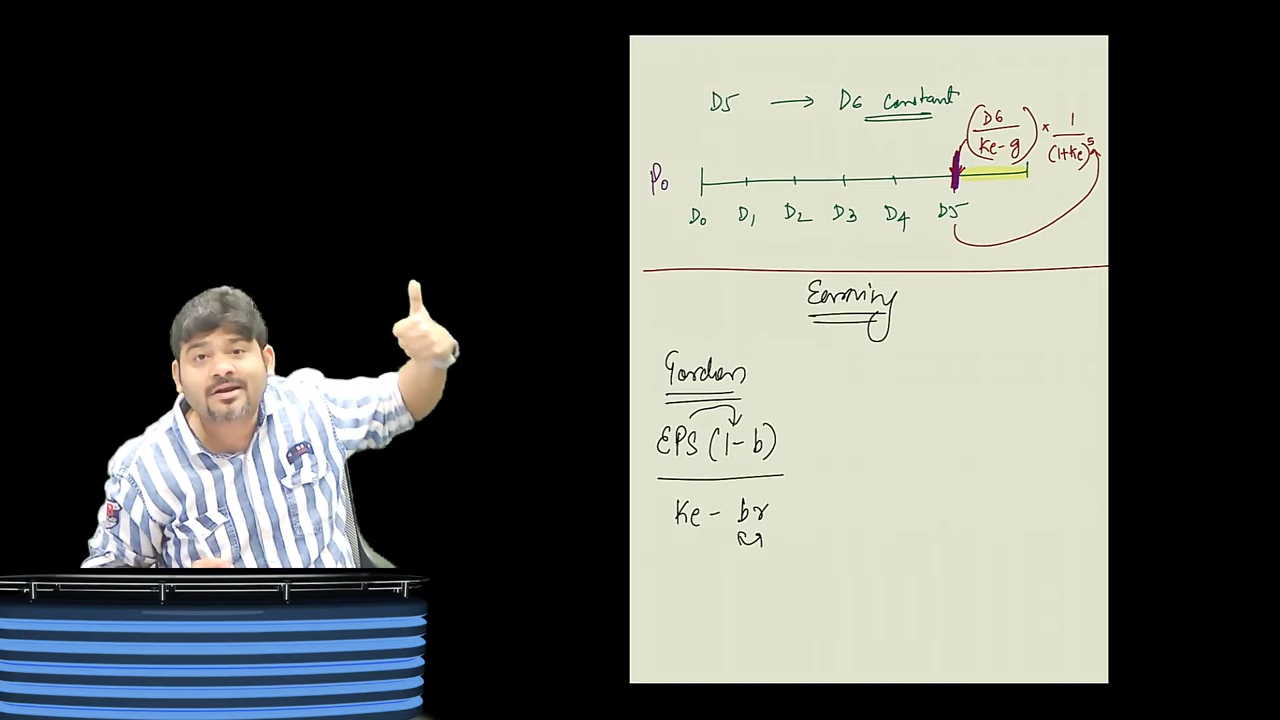 D5 → D6 constant
(D6 / Ke-g) × 1 / (1+Ke)^5
P0
D0 D1 D2 D3 D4 D5
Earning
Gordon
EPS (1-b)
Ke - br